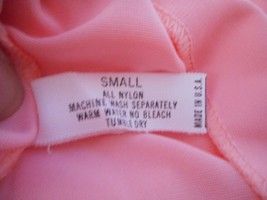 SMALL
ALL NYLON
MACHINE WASH SEPARATELY
WARM WATER NO BLEACH
TUMBLE DRY
MADE IN U.S.A.